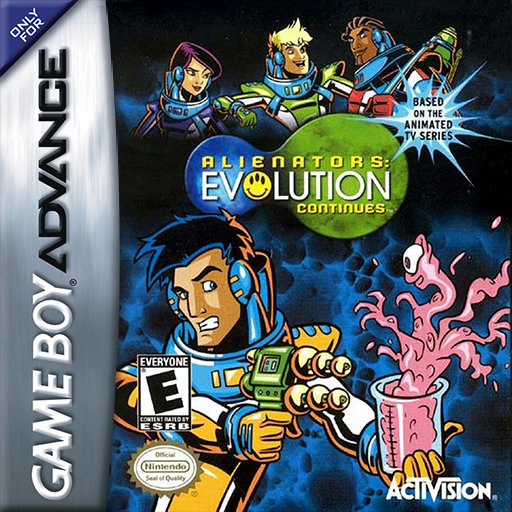 ONLY
FOR
GAME BOY ADVANCE
BASED
ON THE
ANIMATED
TV SERIES
ALIENATORS:
EVOLUTION
CONTINUES
EVERYONE
E
CONTENT RATED BY
ESRB
Official
Nintendo
Seal of Quality
ACTIVISION